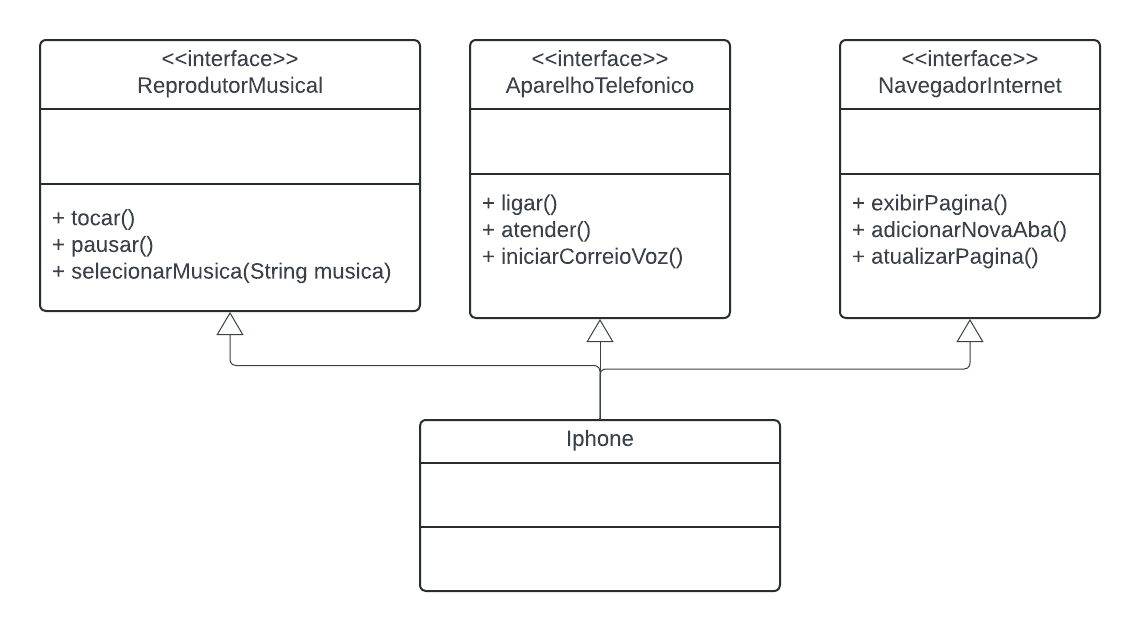 <<interface>>
ReprodutorMusical
+ tocar()
+ pausar()
+ selecionarMusica(String musica)
<<interface>>
AparelhoTelefonico
+ ligar()
+ atender()
+ iniciarCorreioVoz()
<<interface>>
NavegadorInternet
+ exibirPagina()
+ adicionarNovaAba()
+ atualizarPagina()
Iphone